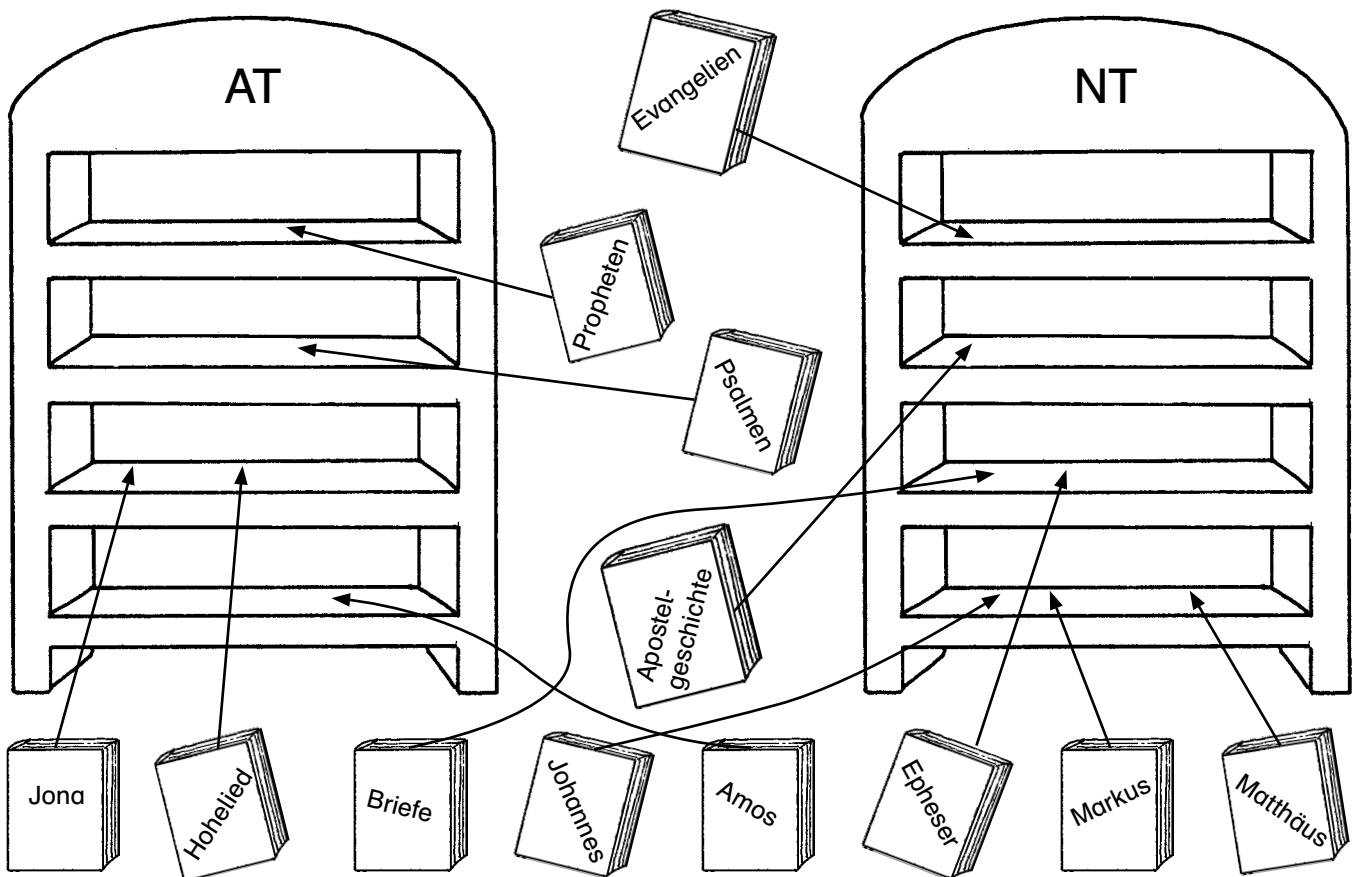 AT
NT
Evangelien
Propheten
Psalmen
Apostel-
geschichte
Jona
Hohelied
Briefe
Johannes
Amos
Epheser
Markus
Matthäus